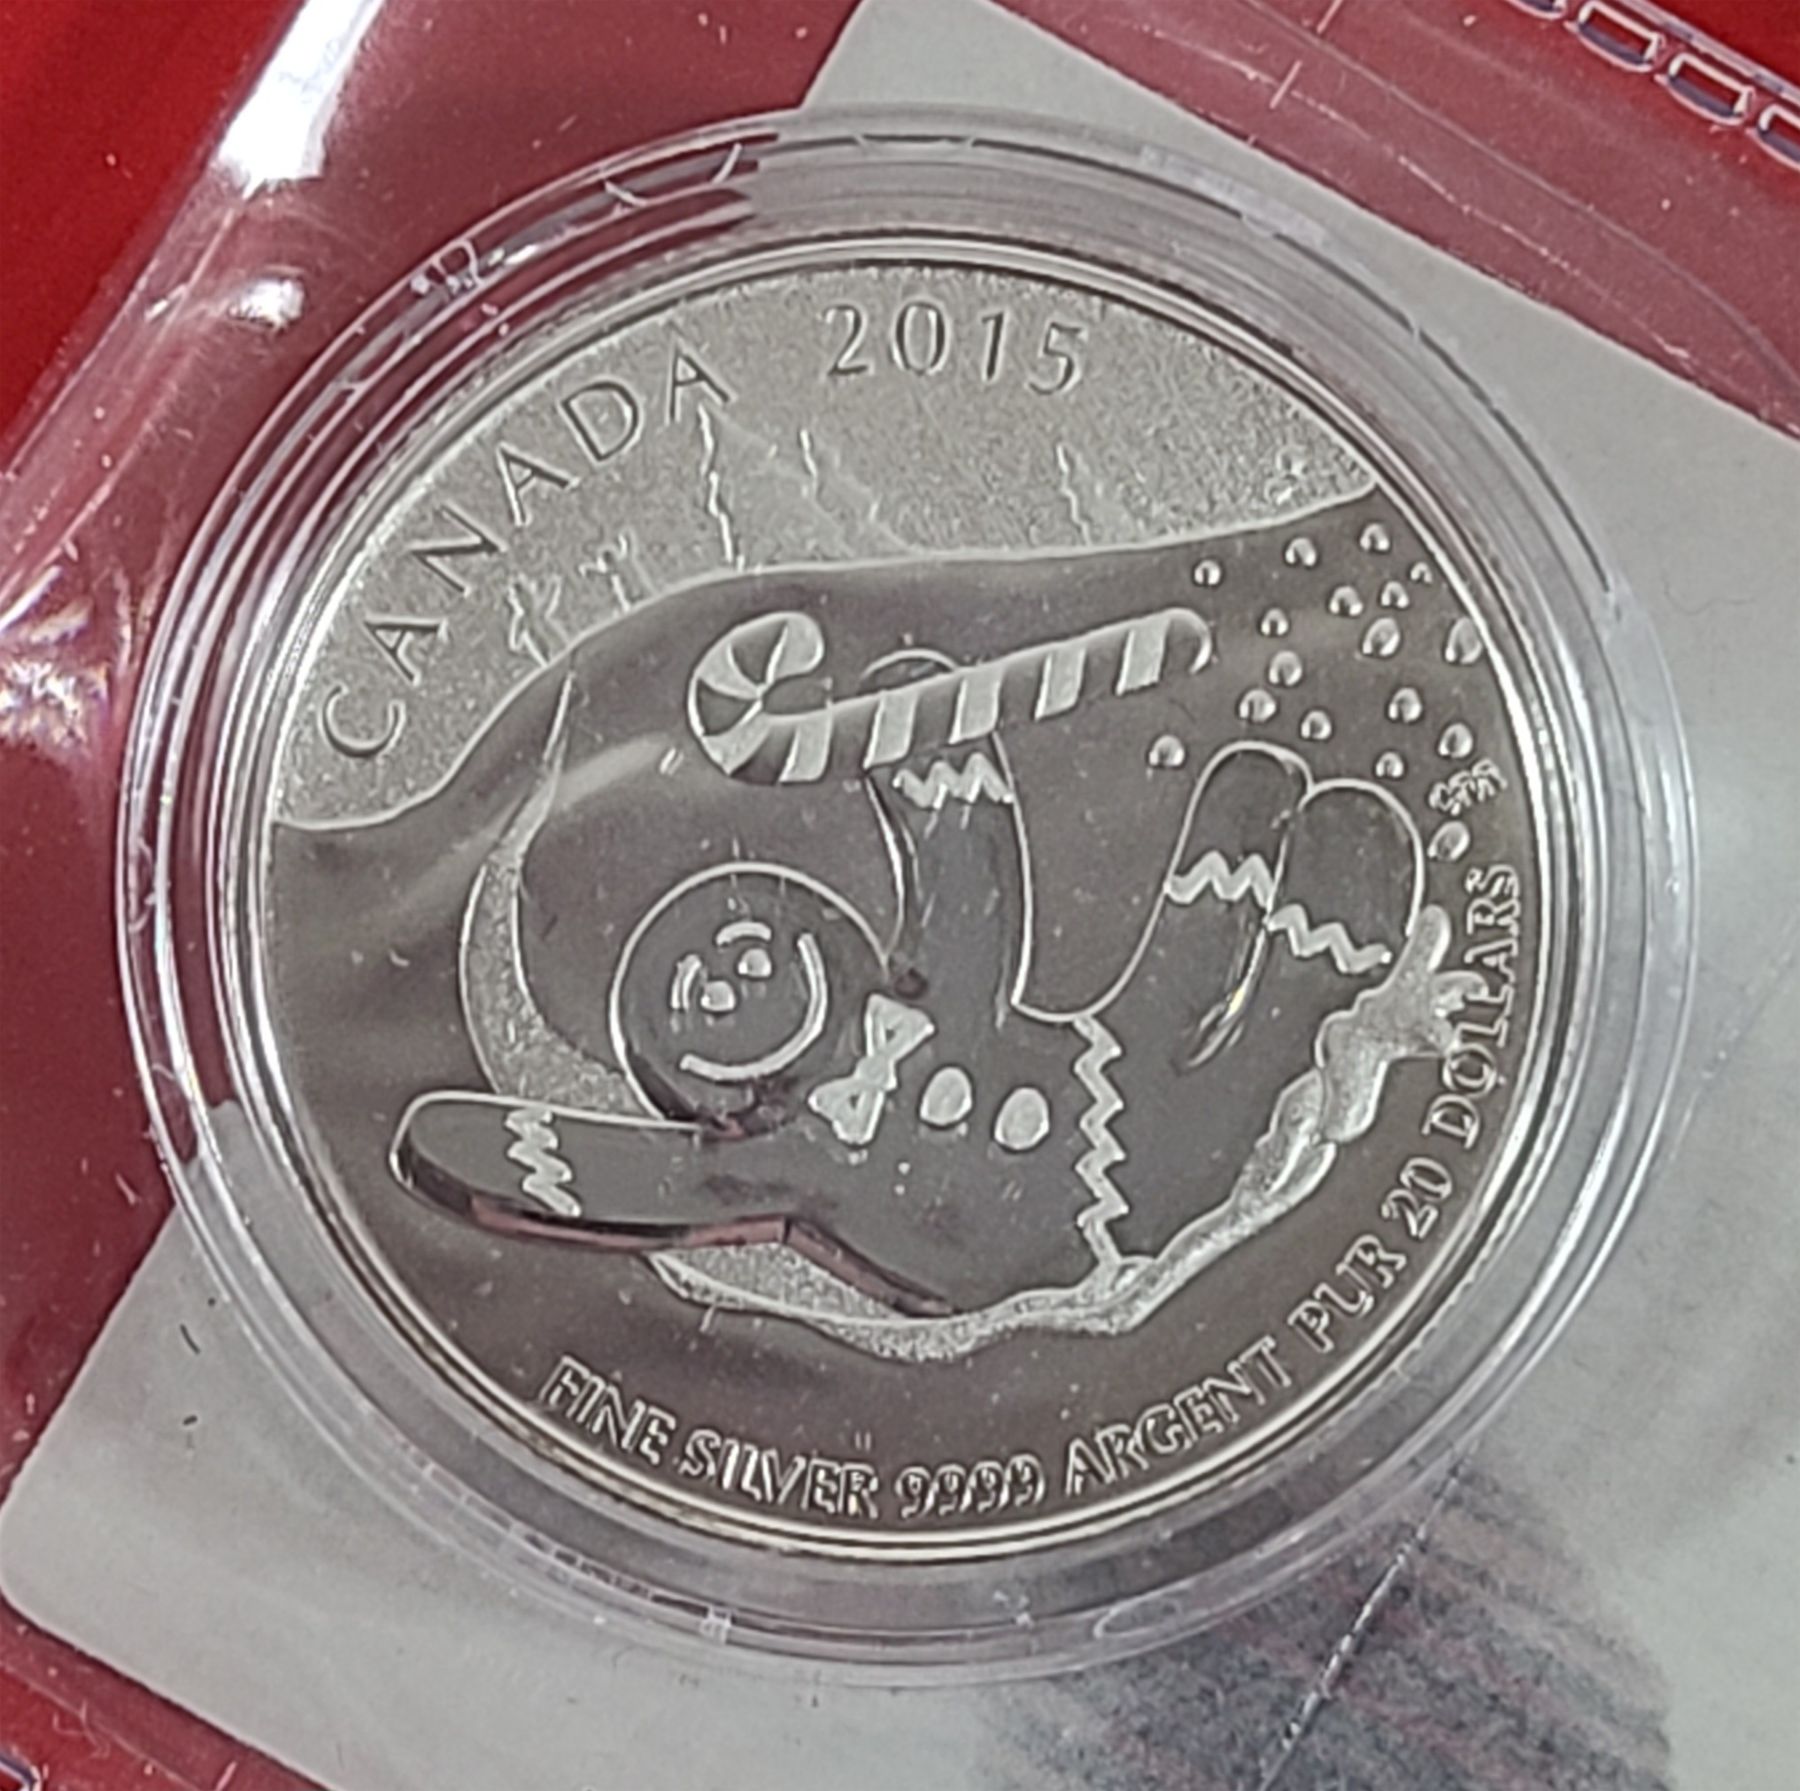 CANADA 2015
FINE SILVER 9999 ARGENT PUR 20 DOLLARS